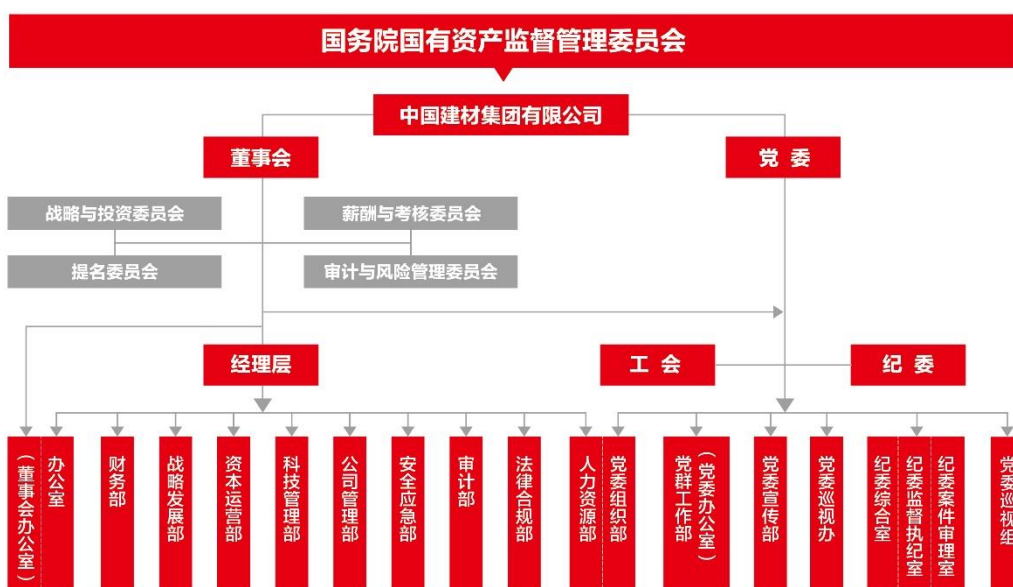 国务院国有资产监督管理委员会
中国建材集团有限公司
董事会
党 委
战略与投资委员会
薪酬与考核委员会
提名委员会
审计与风险管理委员会
经理层
工 会
纪 委
（董事会办公室）
办公室
财务部
战略发展部
资本运营部
科技管理部
公司管理部
安全应急部
审计部
法律合规部
人力资源部
党委组织部
党群工作部
（党委办公室）
党委宣传部
党委巡视办
纪委综合室
纪委监督执纪室
纪委案件审理室
党委巡视组